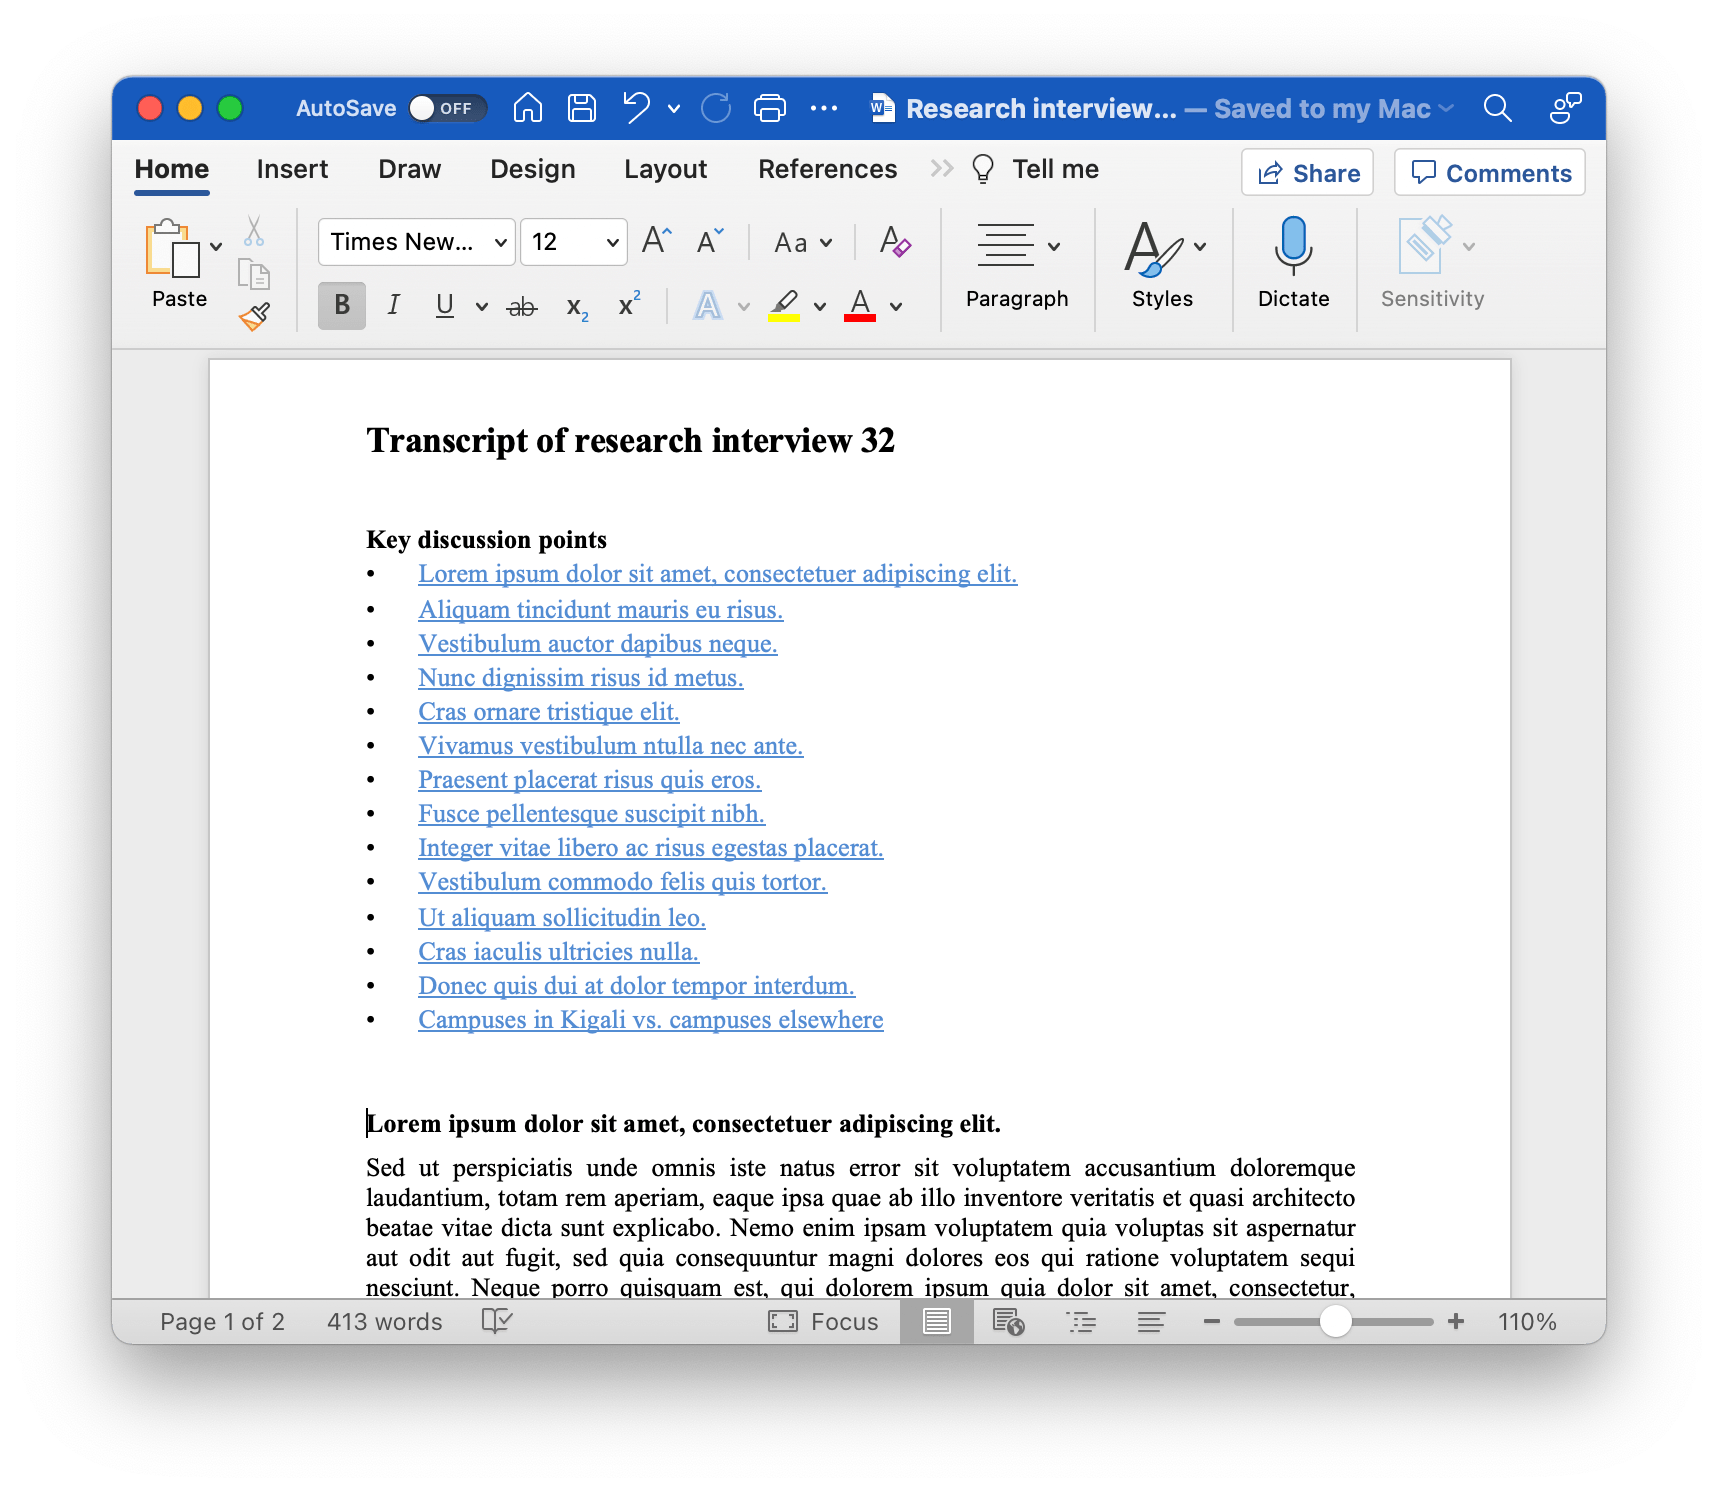 AutoSave OFF Research interview... — Saved to my Mac
Home Insert Draw Design Layout References Tell me Share Comments
Times New... 12 Aa
Paste B I U ab x2 x2 A A Paragraph Styles Dictate Sensitivity
Transcript of research interview 32
Key discussion points
• Lorem ipsum dolor sit amet, consectetuer adipiscing elit.
• Aliquam tincidunt mauris eu risus.
• Vestibulum auctor dapibus neque.
• Nunc dignissim risus id metus.
• Cras ornare tristique elit.
• Vivamus vestibulum ntulla nec ante.
• Praesent placerat risus quis eros.
• Fusce pellentesque suscipit nibh.
• Integer vitae libero ac risus egestas placerat.
• Vestibulum commodo felis quis tortor.
• Ut aliquam sollicitudin leo.
• Cras iaculis ultricies nulla.
• Donec quis dui at dolor tempor interdum.
• Campuses in Kigali vs. campuses elsewhere
Lorem ipsum dolor sit amet, consectetuer adipiscing elit.
Sed ut perspiciatis unde omnis iste natus error sit voluptatem accusantium doloremque
laudantium, totam rem aperiam, eaque ipsa quae ab illo inventore veritatis et quasi architecto
beatae vitae dicta sunt explicabo. Nemo enim ipsam voluptatem quia voluptas sit aspernatur
aut odit aut fugit, sed quia consequuntur magni dolores eos qui ratione voluptatem sequi
nesciunt. Neque porro quisquam est, qui dolorem ipsum quia dolor sit amet, consectetur,
Page 1 of 2 413 words Focus 110%